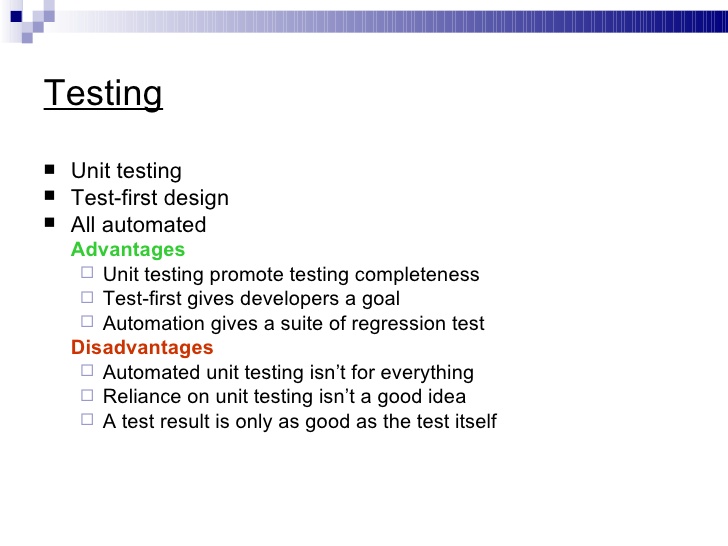 Testing
Unit testing
Test-first design
All automated
Advantages
Unit testing promote testing completeness
Test-first gives developers a goal
Automation gives a suite of regression test
Disadvantages
Automated unit testing isn’t for everything
Reliance on unit testing isn’t a good idea
A test result is only as good as the test itself